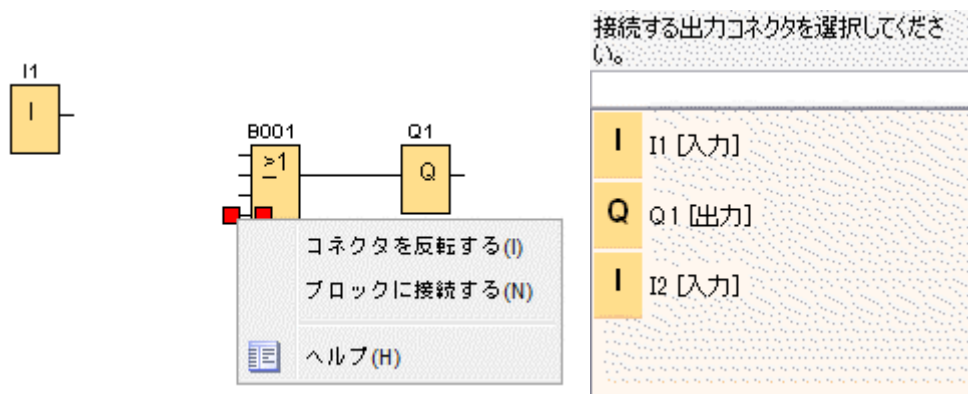 接続する出力コネクタを選択してくださ
い。
I1
I
B001
≥1
Q1
Q
コネクタを反転する(I)
ブロックに接続する(N)
ヘルプ(H)
I I1 [入力]
Q Q1 [出力]
I I2 [入力]